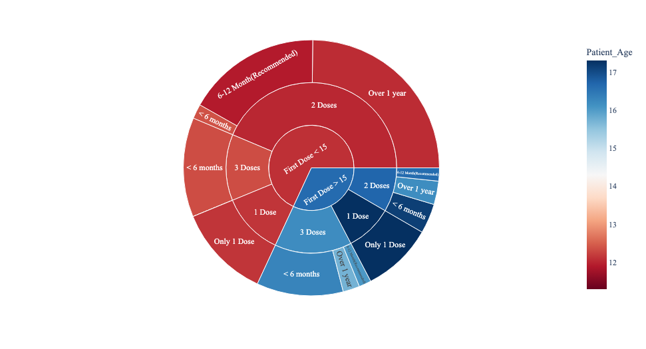 Patient_Age
17
16
15
14
13
12
6-12 Month(Recommended)
Over 1 year
2 Doses
< 6 months
First Dose < 15
< 6 months
3 Doses
6-12 Month(Recommended)
First Dose > 15
2 Doses
Over 1 year
1 Dose
1 Dose
< 6 months
3 Doses
Only 1 Dose
Only 1 Dose
< 6 months
Over 1 year